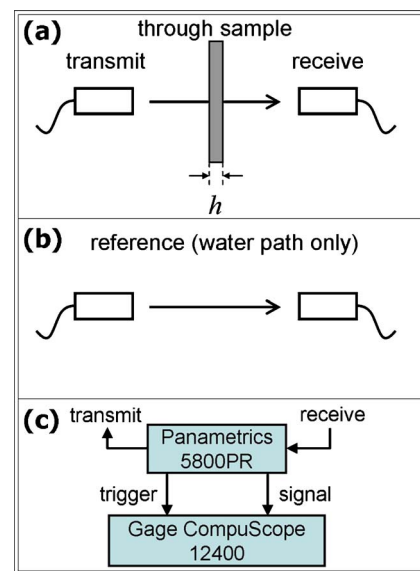 (a)
through sample
transmit
receive
h
(b)
reference (water path only)
(c)
transmit
receive
Panametrics
5800PR
trigger
signal
Gage CompuScope
12400